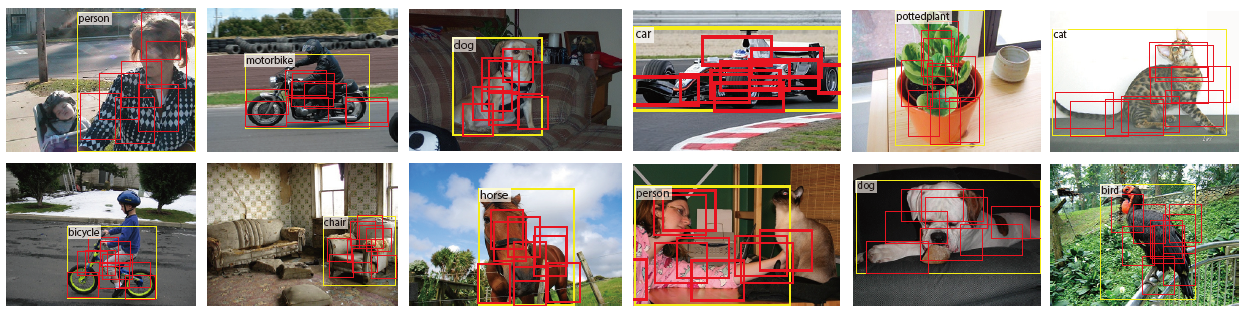 person
motorbike
dog
car
pottedplant
cat
bicycle
chair
horse
person
dog
bird